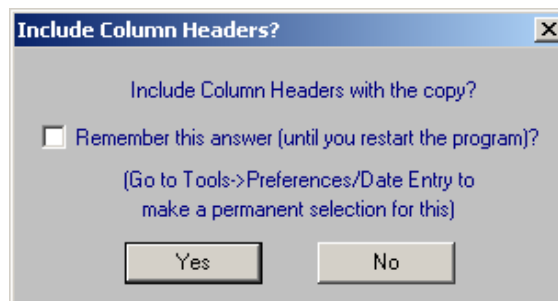 Include Column Headers?
Include Column Headers with the copy?
Remember this answer (until you restart the program)?
(Go to Tools->Preferences/Date Entry to
make a permanent selection for this)
Yes No